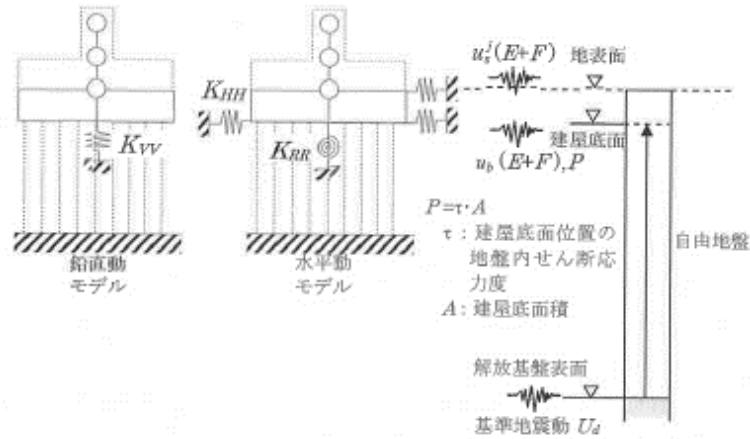 u_s^j(E+F) 地表面
K_HH
建屋底面
K_VV
K_RR
u_b(E+F),P
P=τ・A
τ：建屋底面位置の
地盤内せん断応
力度
A：建屋底面積
自由地盤
鉛直動
モデル
水平動
モデル
解放基盤表面
基準地震動 U_d